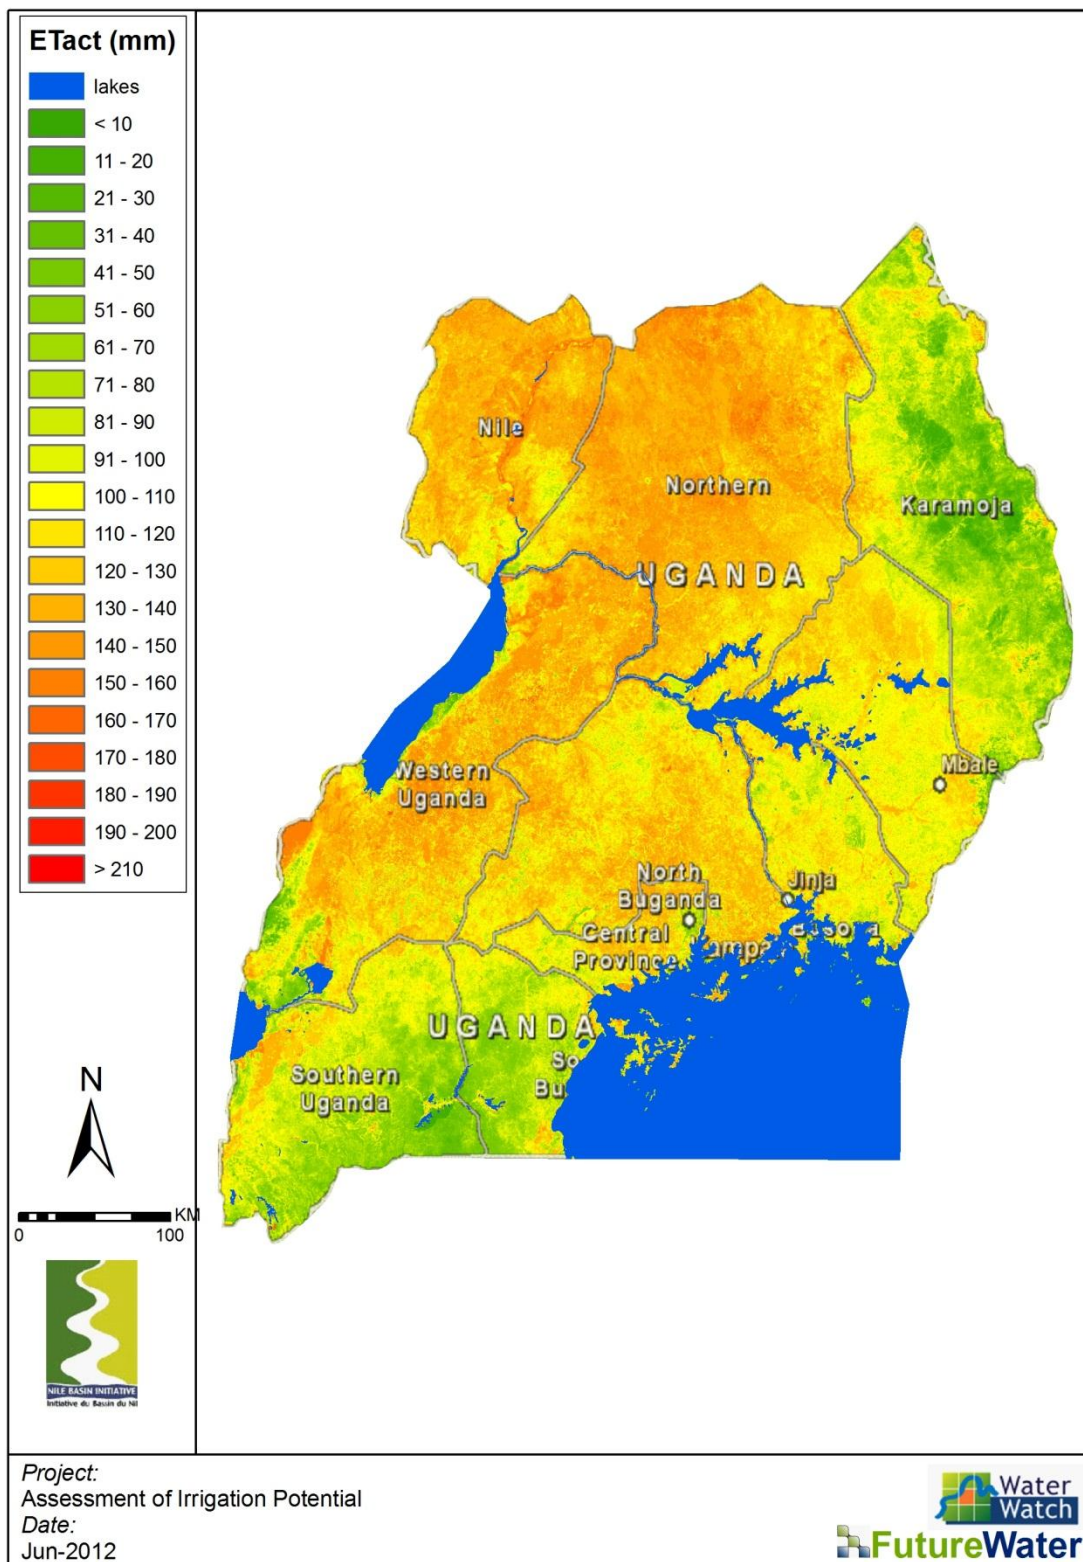 ETact (mm)
lakes
< 10
11 - 20
21 - 30
31 - 40
41 - 50
51 - 60
61 - 70
71 - 80
81 - 90
91 - 100
100 - 110
110 - 120
120 - 130
130 - 140
140 - 150
150 - 160
160 - 170
170 - 180
180 - 190
190 - 200
> 210
Nile
Northern
Karamoja
UGANDA
Western
Uganda
Mbale
North
Buganda
Jinja
Central
Province
UGANDA
So
Bu
Southern
Uganda
N
KM
0 100
NILE BASIN INITIATIVE
Initiative du Bassin du Nil
Project:
Assessment of Irrigation Potential
Date:
Jun-2012
Water
Watch
FutureWater